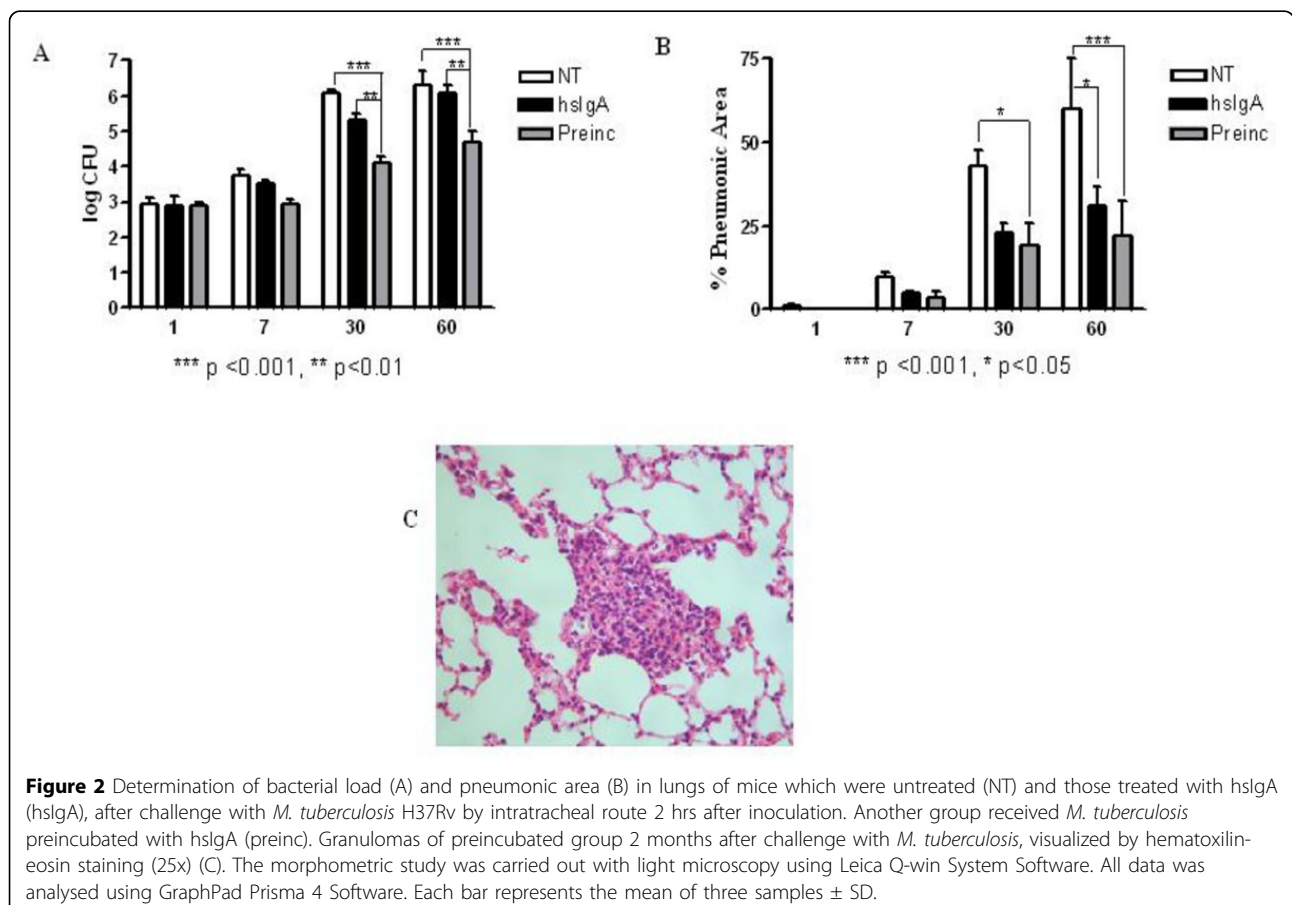 A
7
6
5
4
3
2
1
0
log CFU
***
**
***
**
NT
hsIgA
Preinc
1 7 30 60
*** p <0.001, ** p<0.01
B
75
50
25
0
% Pneumonic Area
*
***
*
NT
hsIgA
Preinc
1 7 30 60
*** p <0.001, * p<0.05
C
Figure 2 Determination of bacterial load (A) and pneumonic area (B) in lungs of mice which were untreated (NT) and those treated with hsIgA
(hsIgA), after challenge with M. tuberculosis H37Rv by intratracheal route 2 hrs after inoculation. Another group received M. tuberculosis
preincubated with hsIgA (preinc). Granulomas of preincubated group 2 months after challenge with M. tuberculosis, visualized by hematoxilin-
eosin staining (25x) (C). The morphometric study was carried out with light microscopy using Leica Q-win System Software. All data was
analysed using GraphPad Prisma 4 Software. Each bar represents the mean of three samples ± SD.